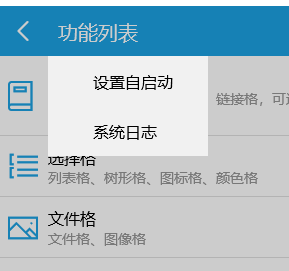 功能列表
设置自启动
链接格，可
系统日志
选择格
列表格、树形格、图标格、颜色格
文件格
文件格、图像格